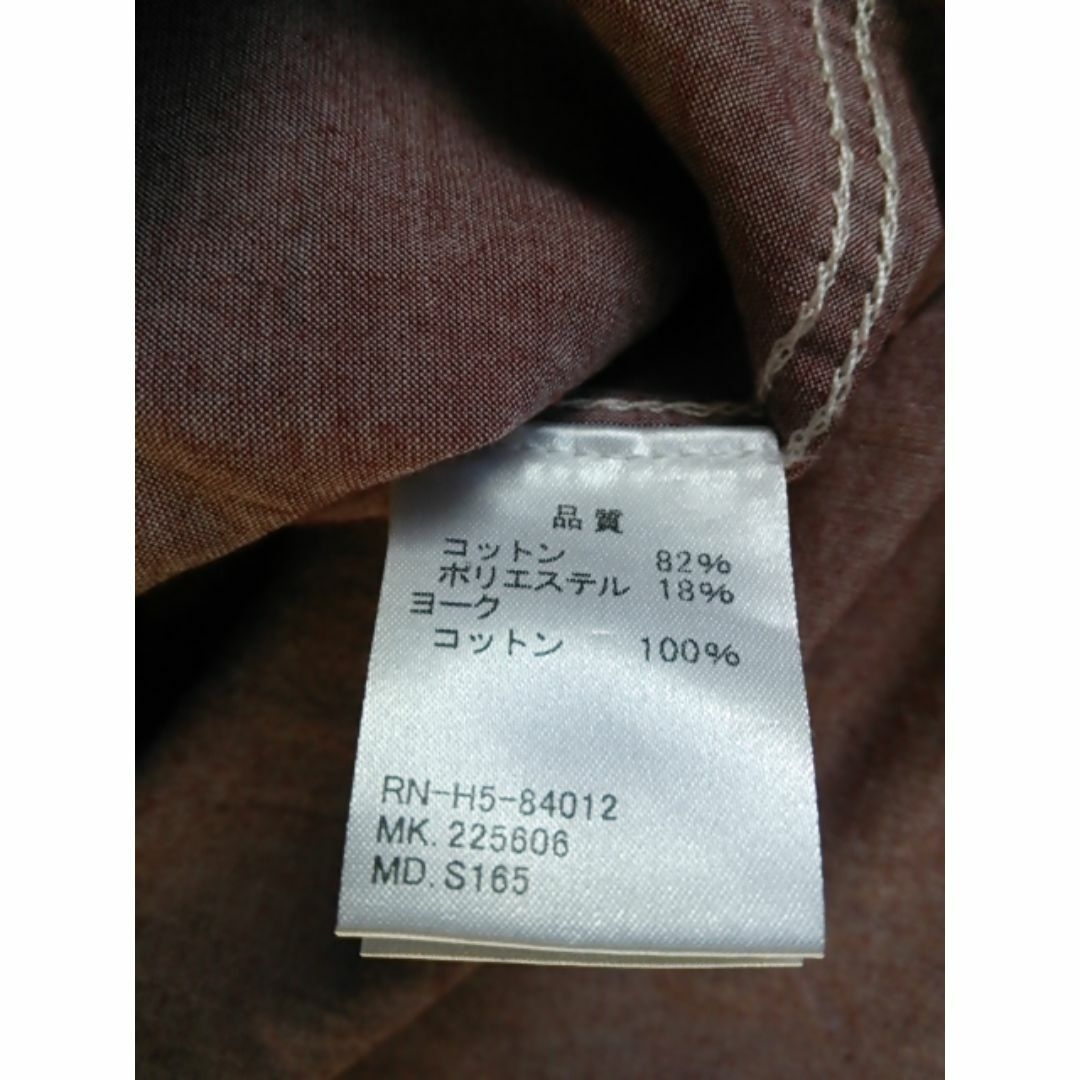 品質
コットン 82%
ポリエステル 18%
ヨーク
コットン 100%
RN-H5-84012
MK. 225606
MD. S165